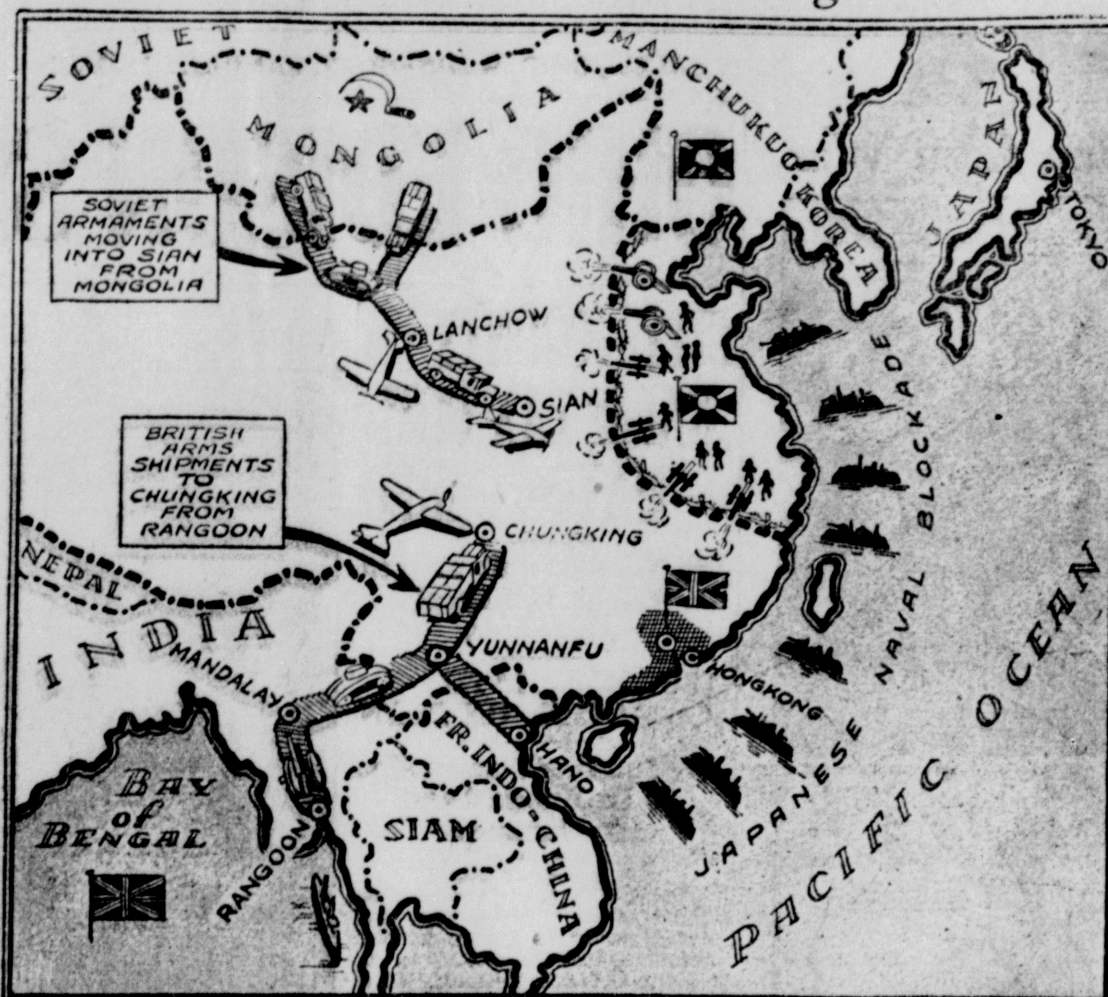 SOVIET
MONGOLIA
MANCHUKUO
KOREA
JAPAN
TOKYO
SOVIET
ARMAMENTS
MOVING
INTO SIAN
FROM
MONGOLIA
LANCHOW
SIAN
BRITISH
ARMS
SHIPMENTS
TO
CHUNGKING
FROM
RANGOON
CHUNGKING
NEPAL
INDIA
MANDALAY
YUNNANFU
HONGKONG
HANO
FR. INDO-CHINA
SIAM
RANGOON
BAY
of
BENGAL
JAPANESE NAVAL BLOCKADE
PACIFIC OCEAN